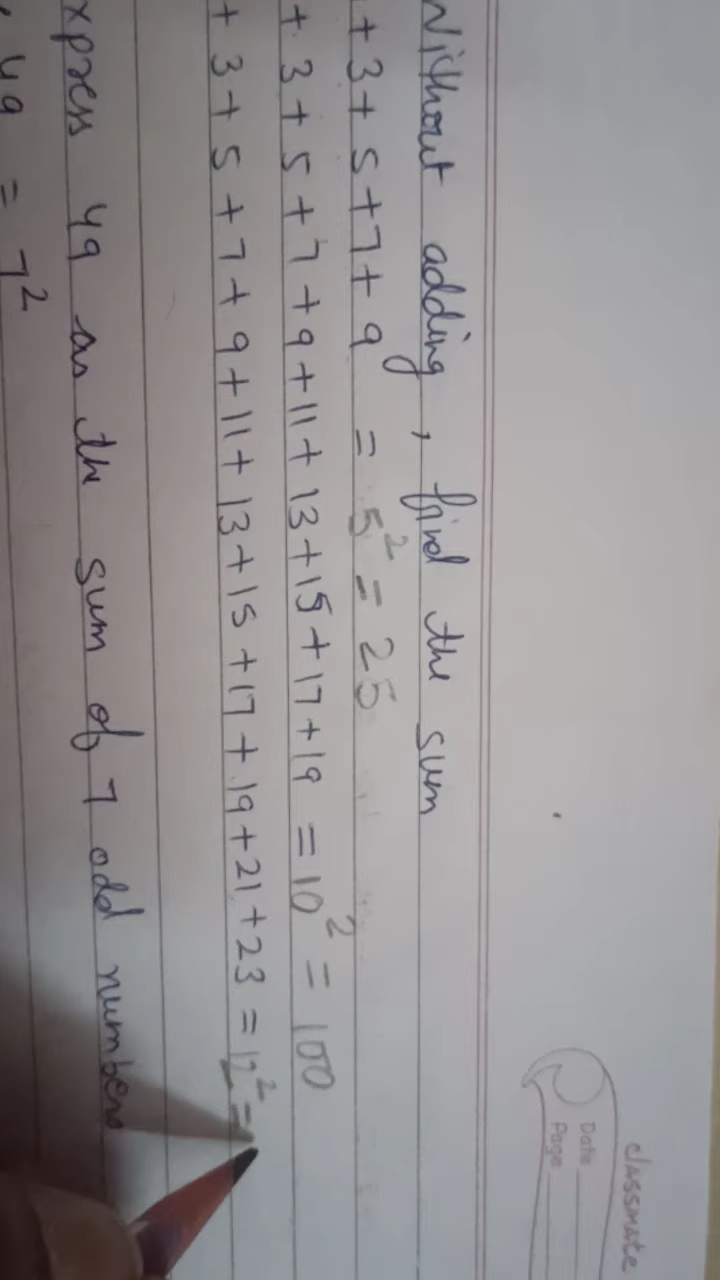 classmate
Date
Page
Without adding, find the sum
+ 3 + 5 + 7 + 9 = 5² = 25
+ 3 + 5 + 7 + 9 + 11 + 13 + 15 + 17 + 19 = 10² = 100
+ 3 + 5 + 7 + 9 + 11 + 13 + 15 + 17 + 19 + 21 + 23 = 12² =
xpress 49 as the sum of 7 odd numbers
49 = 7²